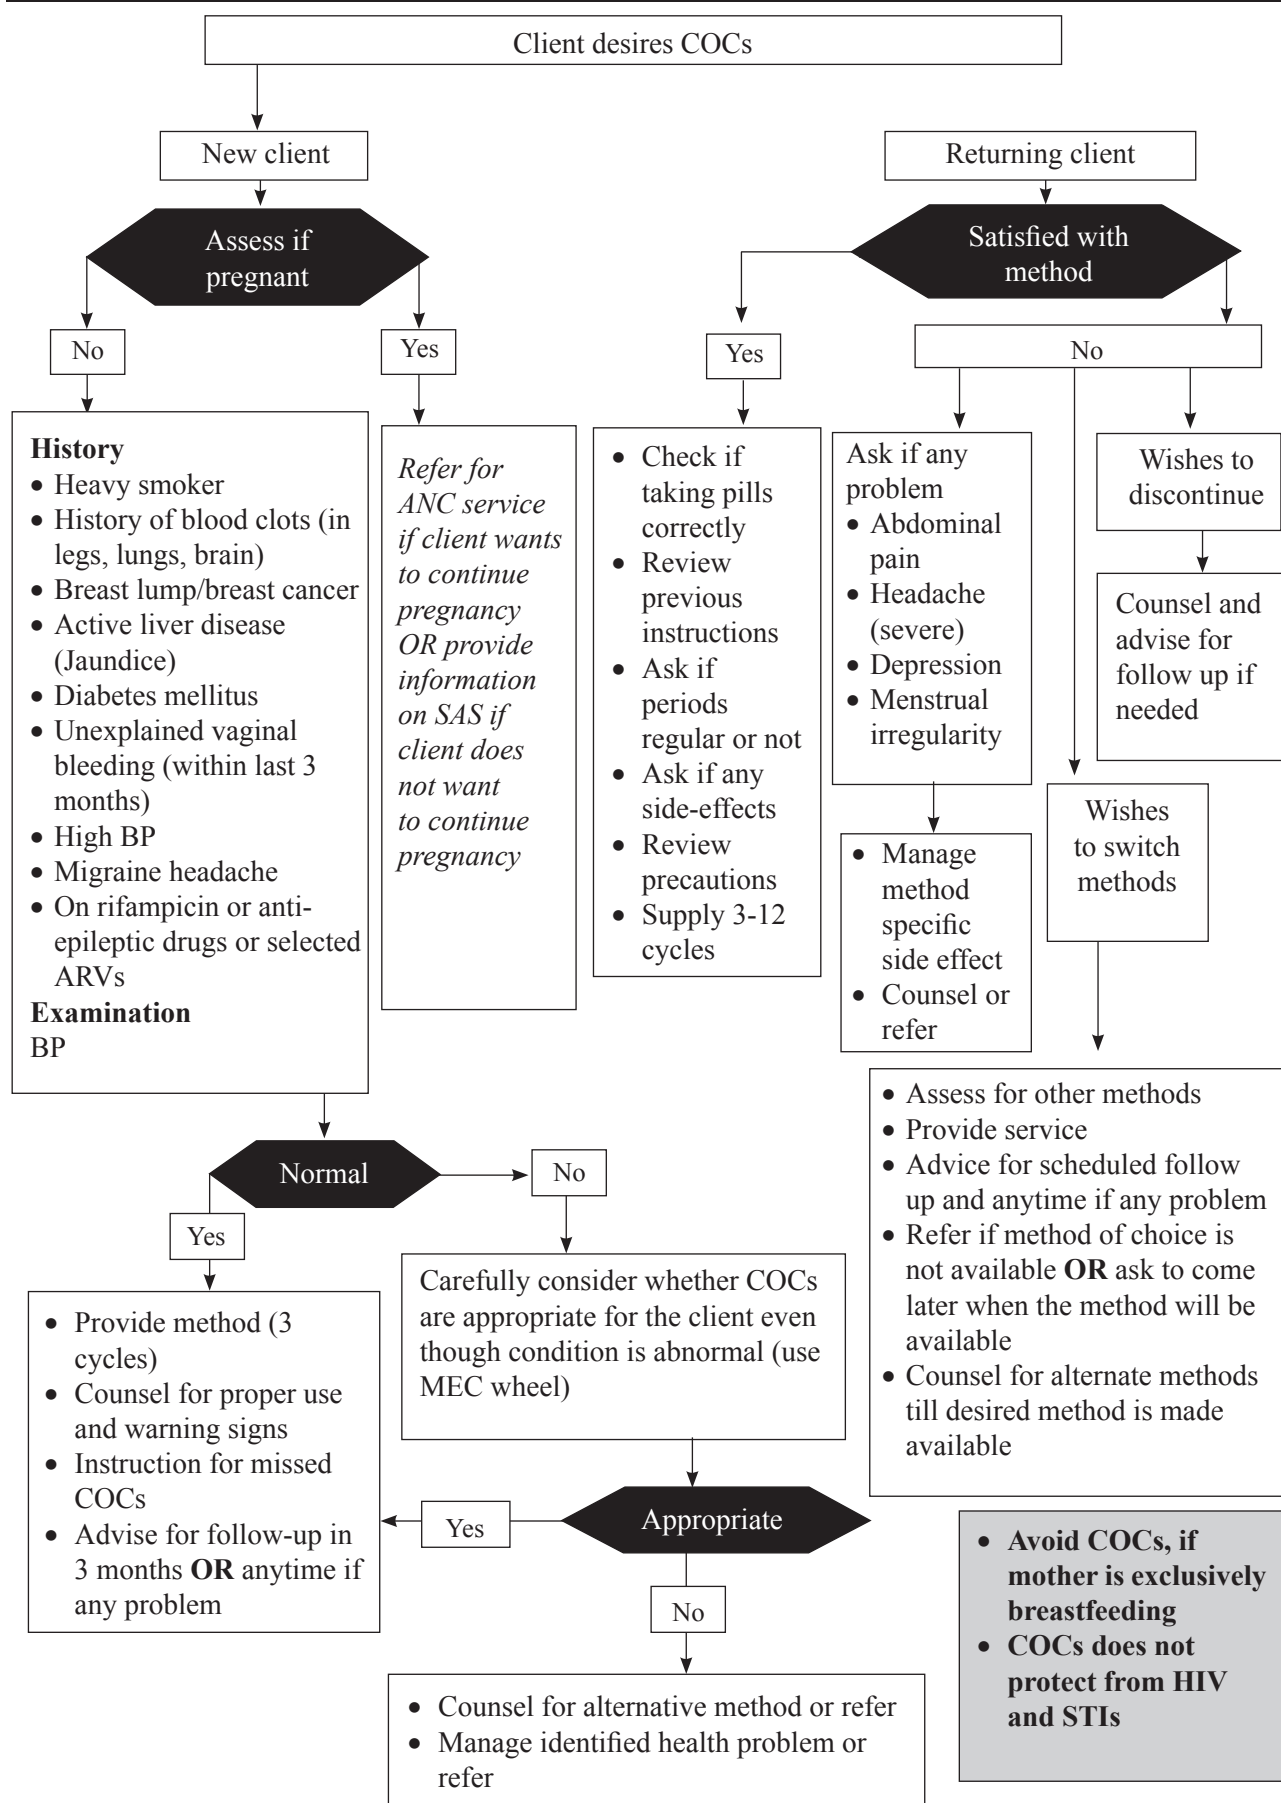 Client desires COCs
New client
Assess if
pregnant
No
Yes
History
• Heavy smoker
• History of blood clots (in
legs, lungs, brain)
• Breast lump/breast cancer
• Active liver disease
(Jaundice)
• Diabetes mellitus
• Unexplained vaginal
bleeding (within last 3
months)
• High BP
• Migraine headache
• On rifampicin or anti-
epileptic drugs or selected
ARVs
Examination
BP
Refer for
ANC service
if client wants
to continue
pregnancy
OR provide
information
on SAS if
client does
not want
to continue
pregnancy
Normal
Yes
No
• Provide method (3
cycles)
• Counsel for proper use
and warning signs
• Instruction for missed
COCs
• Advise for follow-up in
3 months OR anytime if
any problem
Carefully consider whether COCs
are appropriate for the client even
though condition is abnormal (use
MEC wheel)
Appropriate
Yes
No
• Counsel for alternative method or refer
• Manage identified health problem or
refer
Returning client
Satisfied with
method
Yes
No
• Check if
taking pills
correctly
• Review
previous
instructions
• Ask if
periods
regular or not
• Ask if any
side-effects
• Review
precautions
• Supply 3-12
cycles
Ask if any
problem
• Abdominal
pain
• Headache
(severe)
• Depression
• Menstrual
irregularity
• Manage
method
specific
side effect
• Counsel or
refer
Wishes to
discontinue
Counsel and
advise for
follow up if
needed
Wishes
to switch
methods
• Assess for other methods
• Provide service
• Advice for scheduled follow
up and anytime if any problem
• Refer if method of choice is
not available OR ask to come
later when the method will be
available
• Counsel for alternate methods
till desired method is made
available
• Avoid COCs, if
mother is exclusively
breastfeeding
• COCs does not
protect from HIV
and STIs